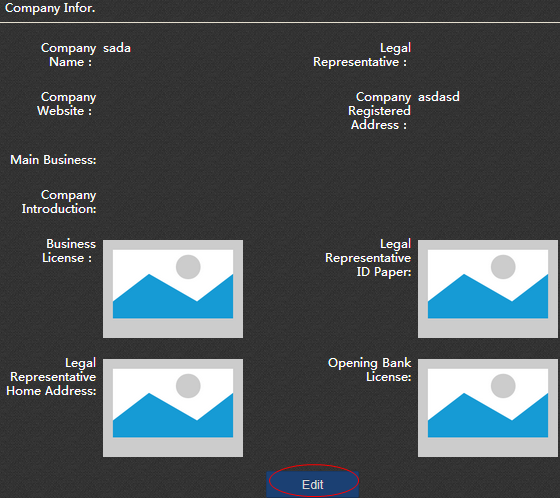 Company Infor.
Company sada
Name :
Legal
Representative :
Company
Website :
Company asdasd
Registered
Address :
Main Business:
Company
Introduction:
Business
License :
Legal
Representative
ID Paper:
Legal
Representative
Home Address:
Opening Bank
License:
Edit